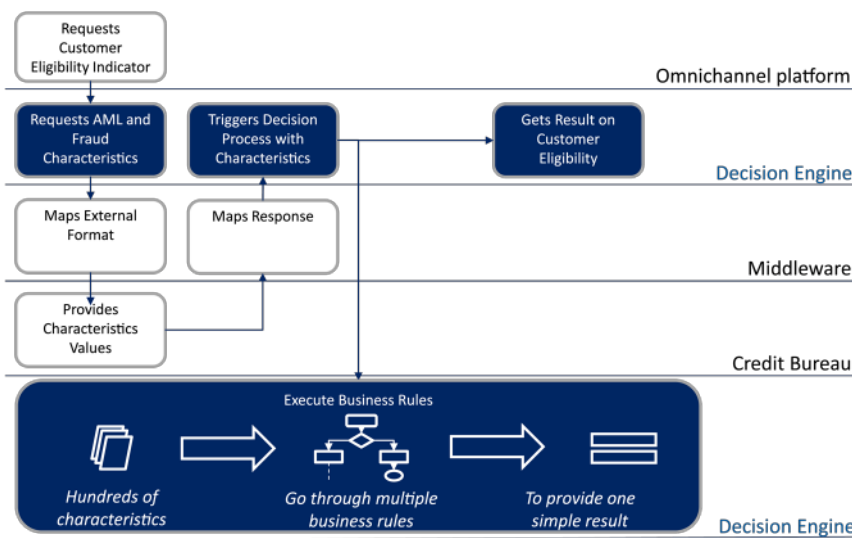 Requests
Customer
Eligibility Indicator
Omnichannel platform
Requests AML and
Fraud
Characteristics
Triggers Decision
Process with
Characteristics
Gets Result on
Customer
Eligibility
Decision Engine
Maps External
Format
Maps Response
Middleware
Provides
Characteristics
Values
Credit Bureau
Execute Business Rules
Hundreds of
characteristics
Go through multiple
business rules
To provide one
simple result
Decision Engine